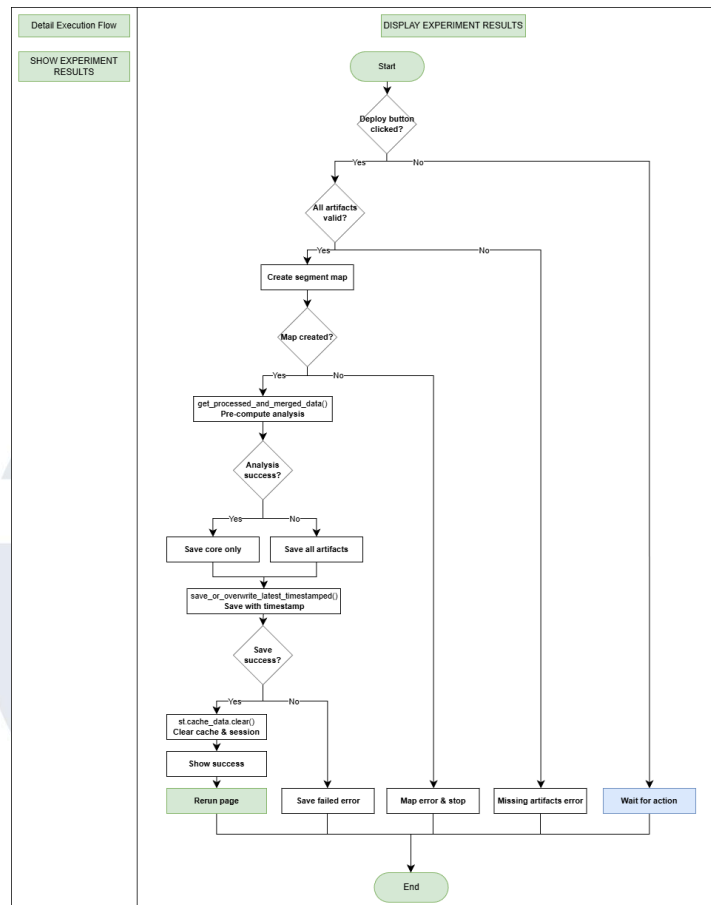 Detail Execution Flow
DISPLAY EXPERIMENT RESULTS
SHOW EXPERIMENT
RESULTS
Start
Deploy button
clicked?
Yes
No
All artifacts
valid?
Yes
No
Create segment map
Map created?
Yes
No
get_processed_and_merged_data()
Pre-compute analysis
Analysis
success?
Yes
No
Save core only
Save all artifacts
save_or_overwrite_latest_timestamped()
Save with timestamp
Save
success?
Yes
No
st.cache_data.clear()
Clear cache & session
Show success
Rerun page
Save failed error
Map error & stop
Missing artifacts error
Wait for action
End